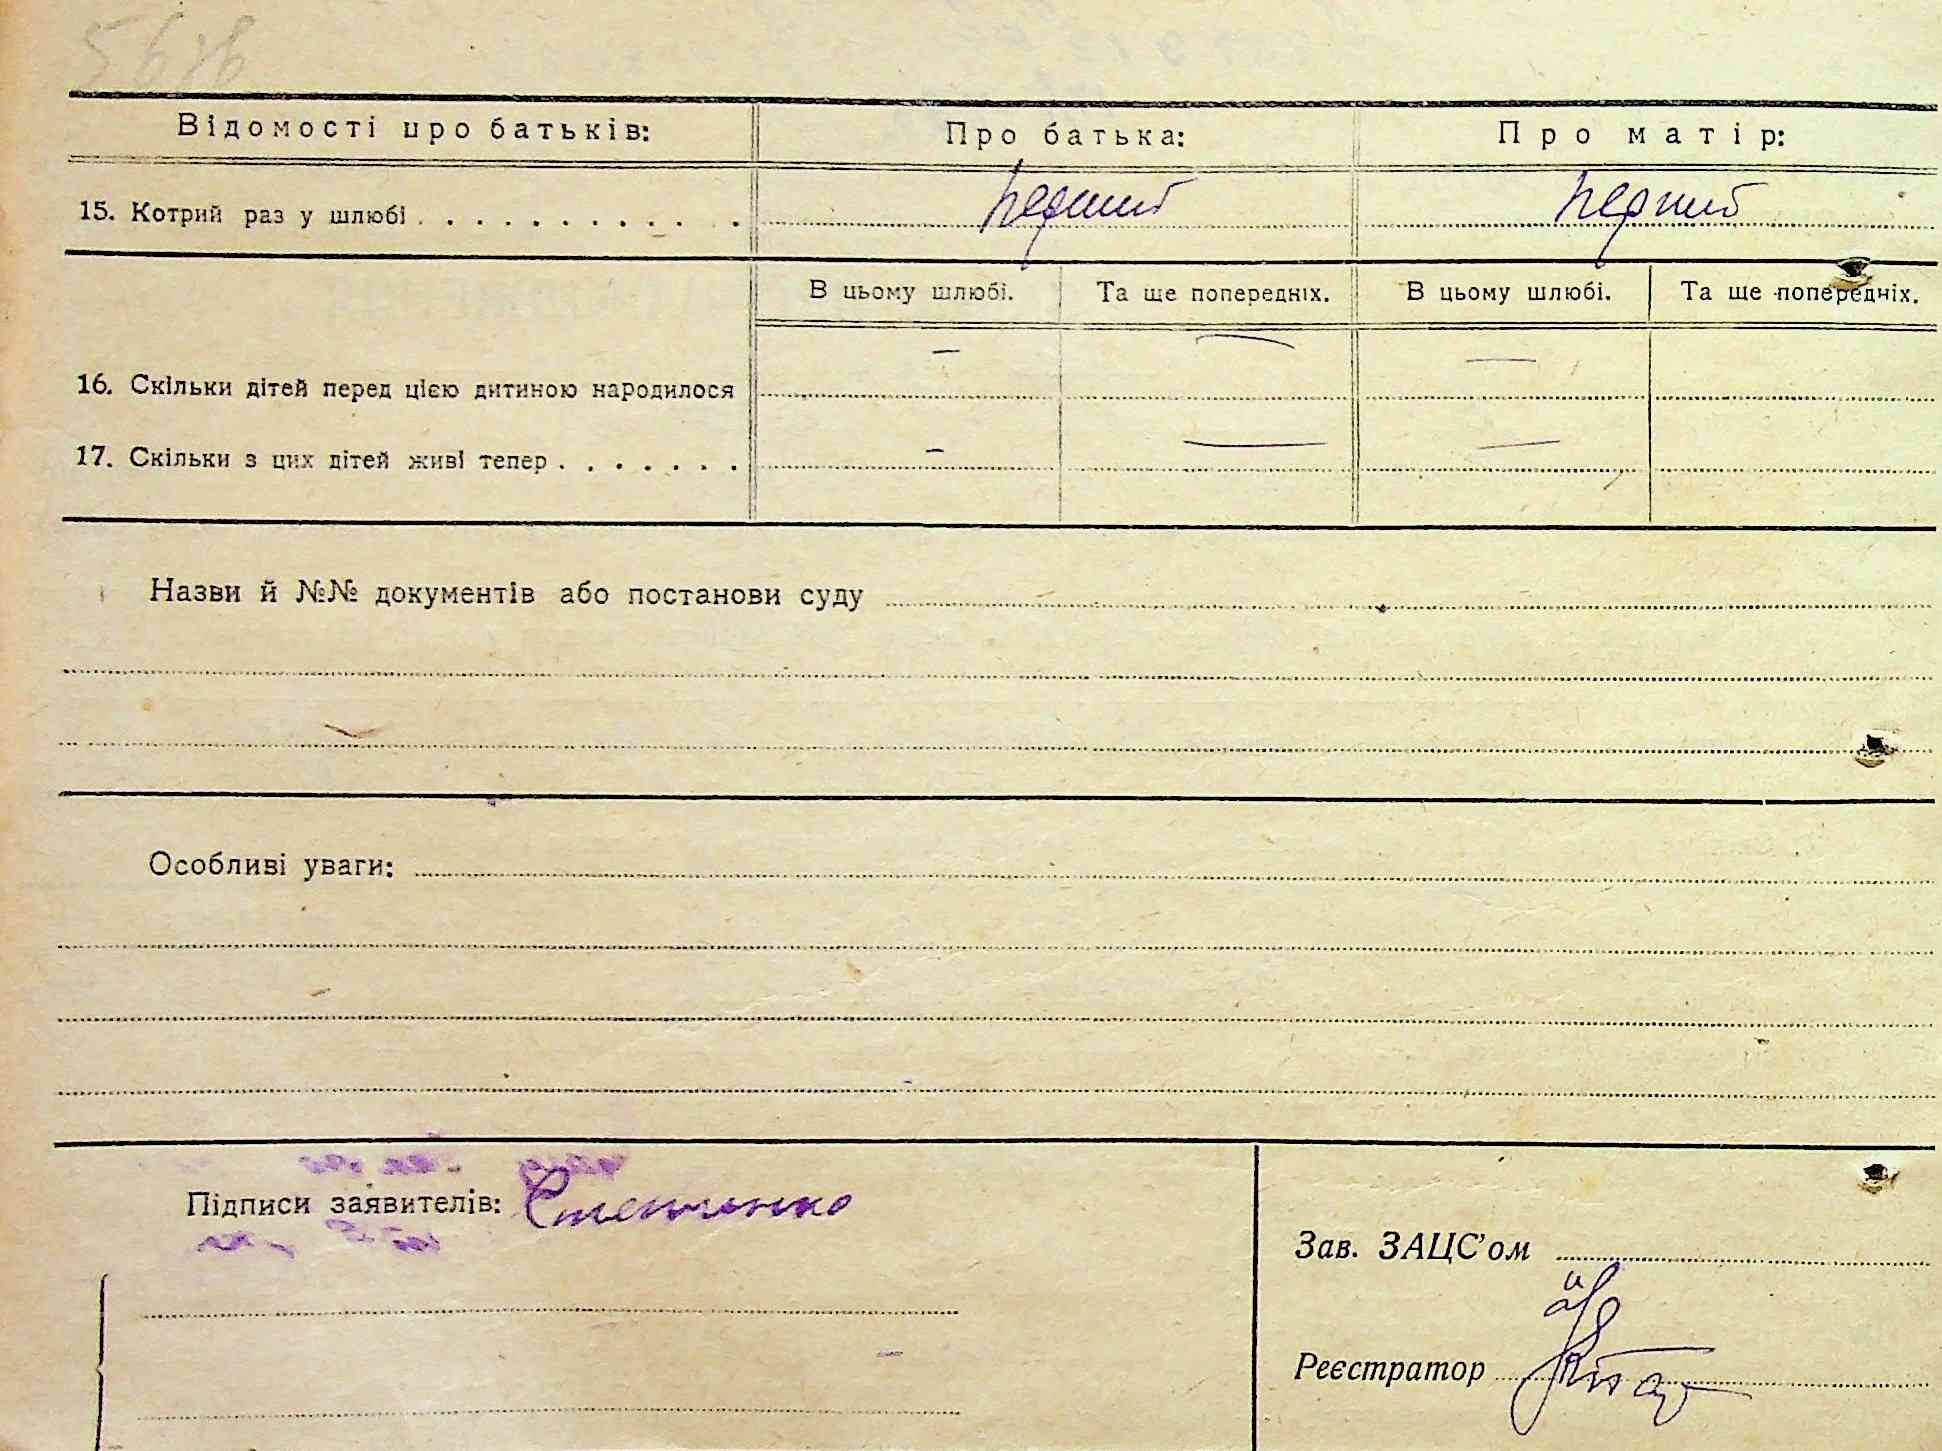 Відомості про батьків: Про батька: Про матір:
15. Котрий раз у шлюбі . . . . . . . . . . . . перший перший
В цьому шлюбі. Та ще попередніх. В цьому шлюбі. Та ще попередніх.
16. Скільки дітей перед цією дитиною народилося — — —
17. Скільки з цих дітей живі тепер . . . . . . . — — —
Назви й №№ документів або постанови суду
Особливі уваги:
Підписи заявителів:
Зав. ЗАЦС’ом
Реєстратор